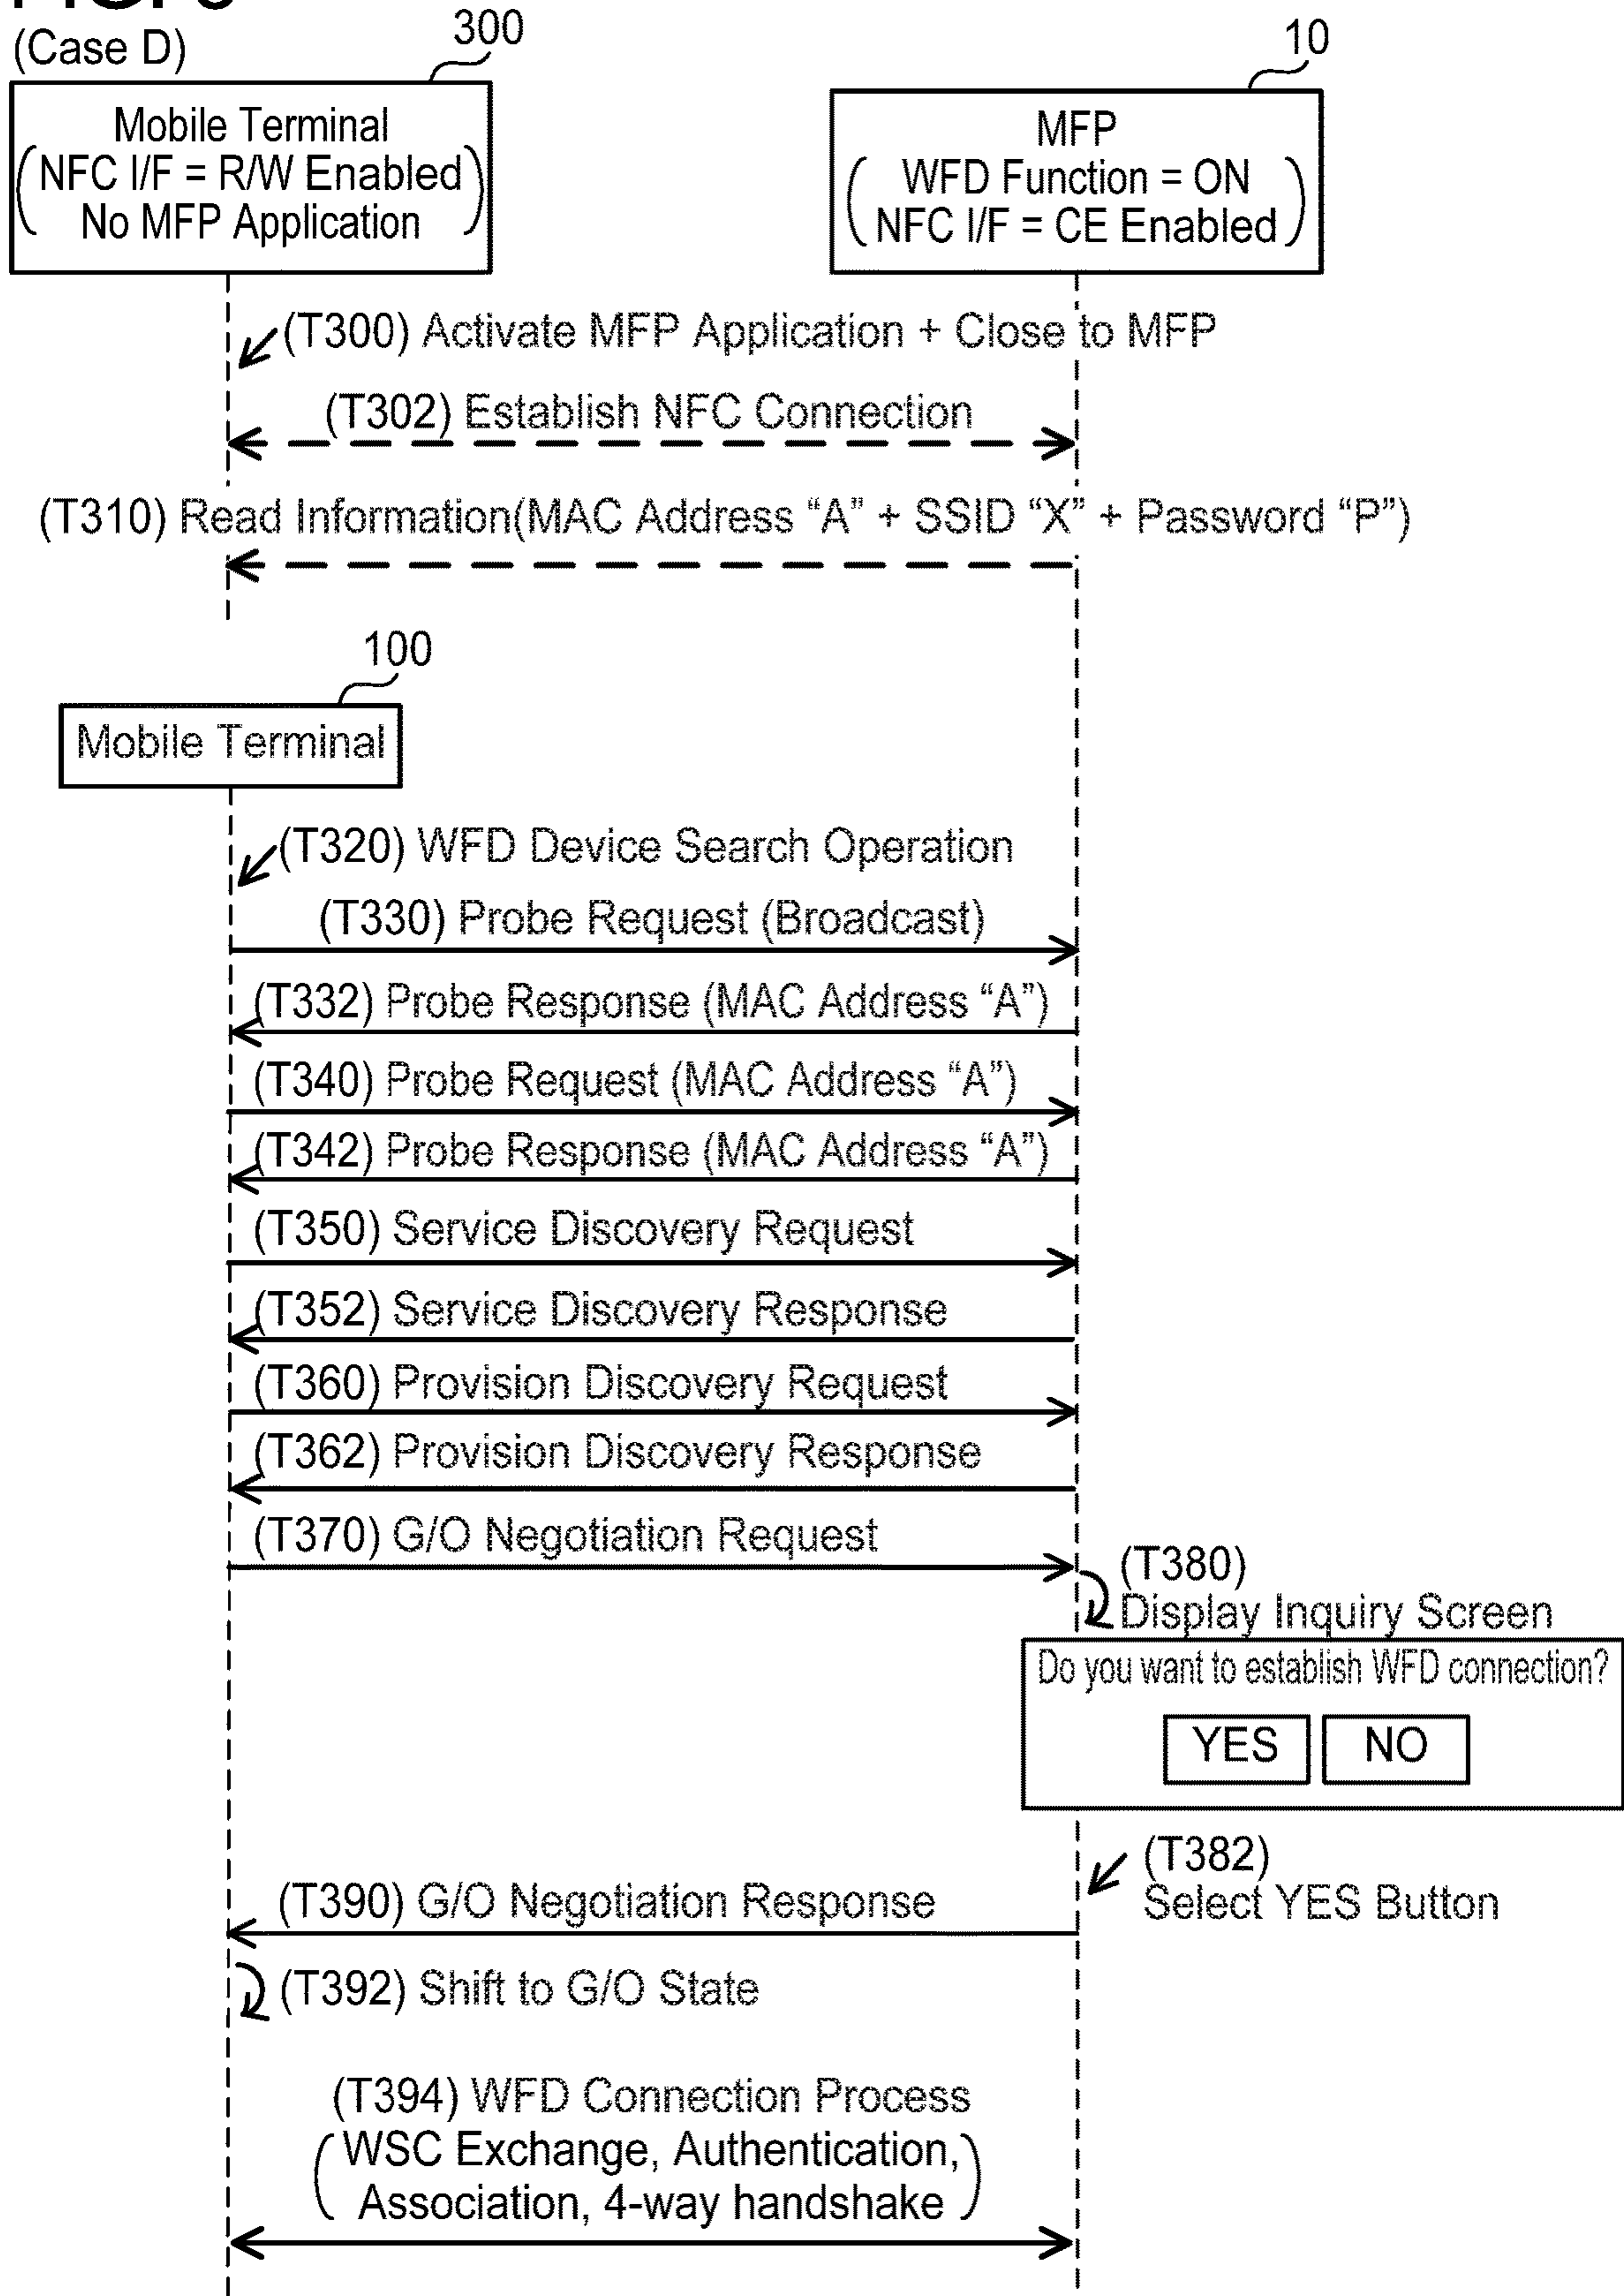 (Case D)
300
10
Mobile Terminal
NFC I/F = R/W Enabled
No MFP Application
MFP
WFD Function = ON
NFC I/F = CE Enabled
(T300) Activate MFP Application + Close to MFP
(T302) Establish NFC Connection
(T310) Read Information(MAC Address “A” + SSID “X” + Password “P”)
100
Mobile Terminal
(T320) WFD Device Search Operation
(T330) Probe Request (Broadcast)
(T332) Probe Response (MAC Address “A”)
(T340) Probe Request (MAC Address “A”)
(T342) Probe Response (MAC Address “A”)
(T350) Service Discovery Request
(T352) Service Discovery Response
(T360) Provision Discovery Request
(T362) Provision Discovery Response
(T370) G/O Negotiation Request
(T380)
Display Inquiry Screen
Do you want to establish WFD connection?
YES
NO
(T382)
Select YES Button
(T390) G/O Negotiation Response
(T392) Shift to G/O State
(T394) WFD Connection Process
(WSC Exchange, Authentication,
Association, 4-way handshake)